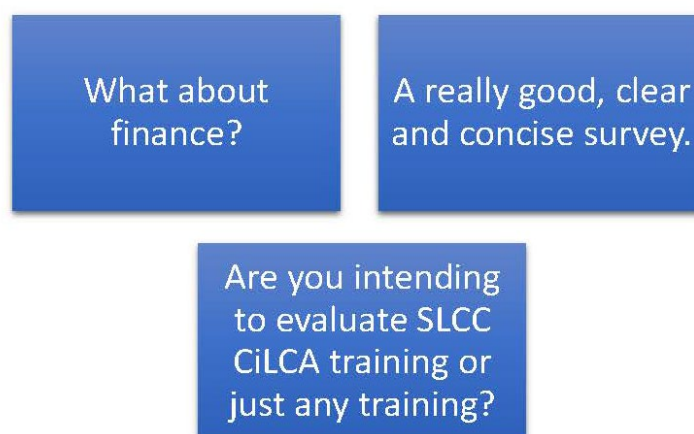 What about
finance?
A really good, clear
and concise survey.
Are you intending
to evaluate SLCC
CiLCA training or
just any training?